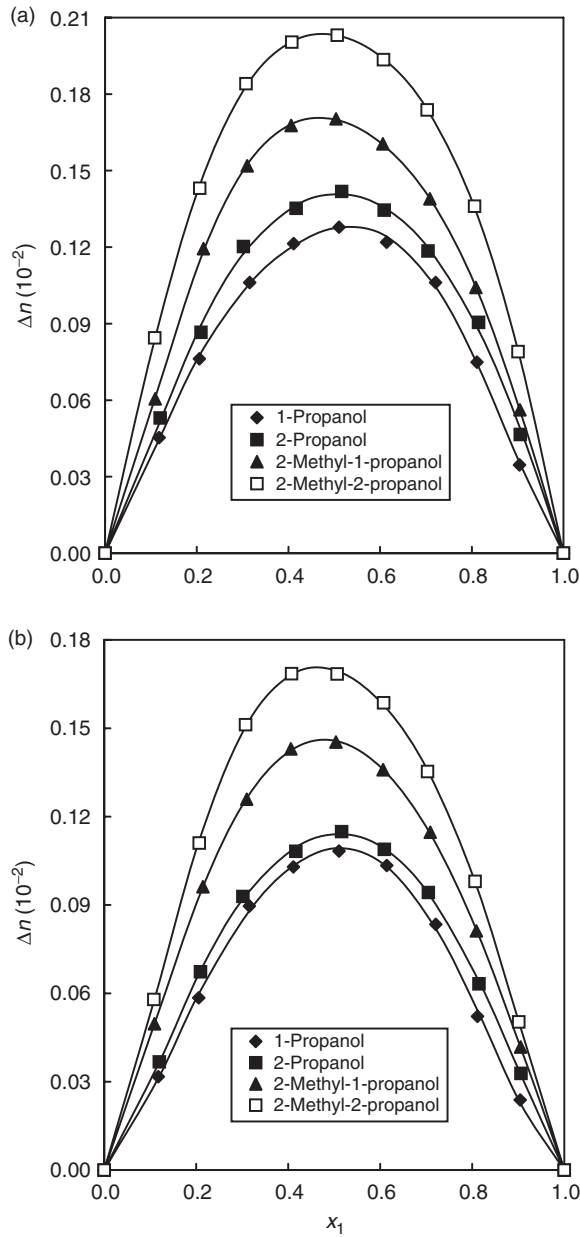 (a)
0.21
0.18
0.15
Δn (10⁻²)
0.12
0.09
0.06
0.03
0.00
1-Propanol
2-Propanol
2-Methyl-1-propanol
2-Methyl-2-propanol
0.0 0.2 0.4 0.6 0.8 1.0
(b)
0.18
0.15
0.12
Δn (10⁻²)
0.09
0.06
0.03
0.00
1-Propanol
2-Propanol
2-Methyl-1-propanol
2-Methyl-2-propanol
0.0 0.2 0.4 0.6 0.8 1.0
x₁